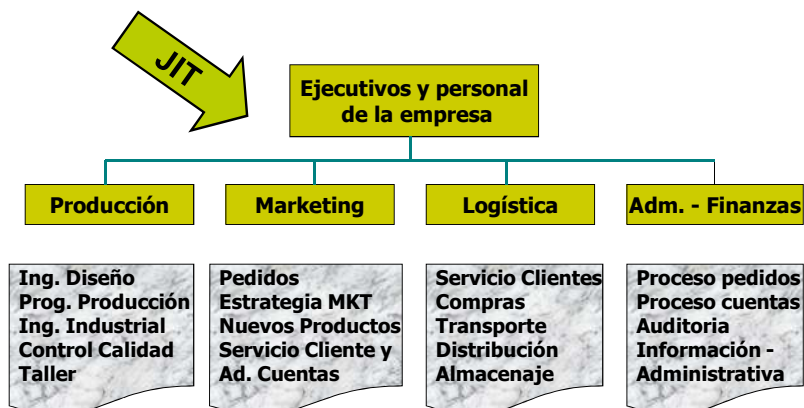 JIT
Ejecutivos y personal
de la empresa
Producción
Marketing
Logística
Adm. - Finanzas
Ing. Diseño
Prog. Producción
Ing. Industrial
Control Calidad
Taller
Pedidos
Estrategia MKT
Nuevos Productos
Servicio Cliente y
Ad. Cuentas
Servicio Clientes
Compras
Transporte
Distribución
Almacenaje
Proceso pedidos
Proceso cuentas
Auditoria
Información -
Administrativa